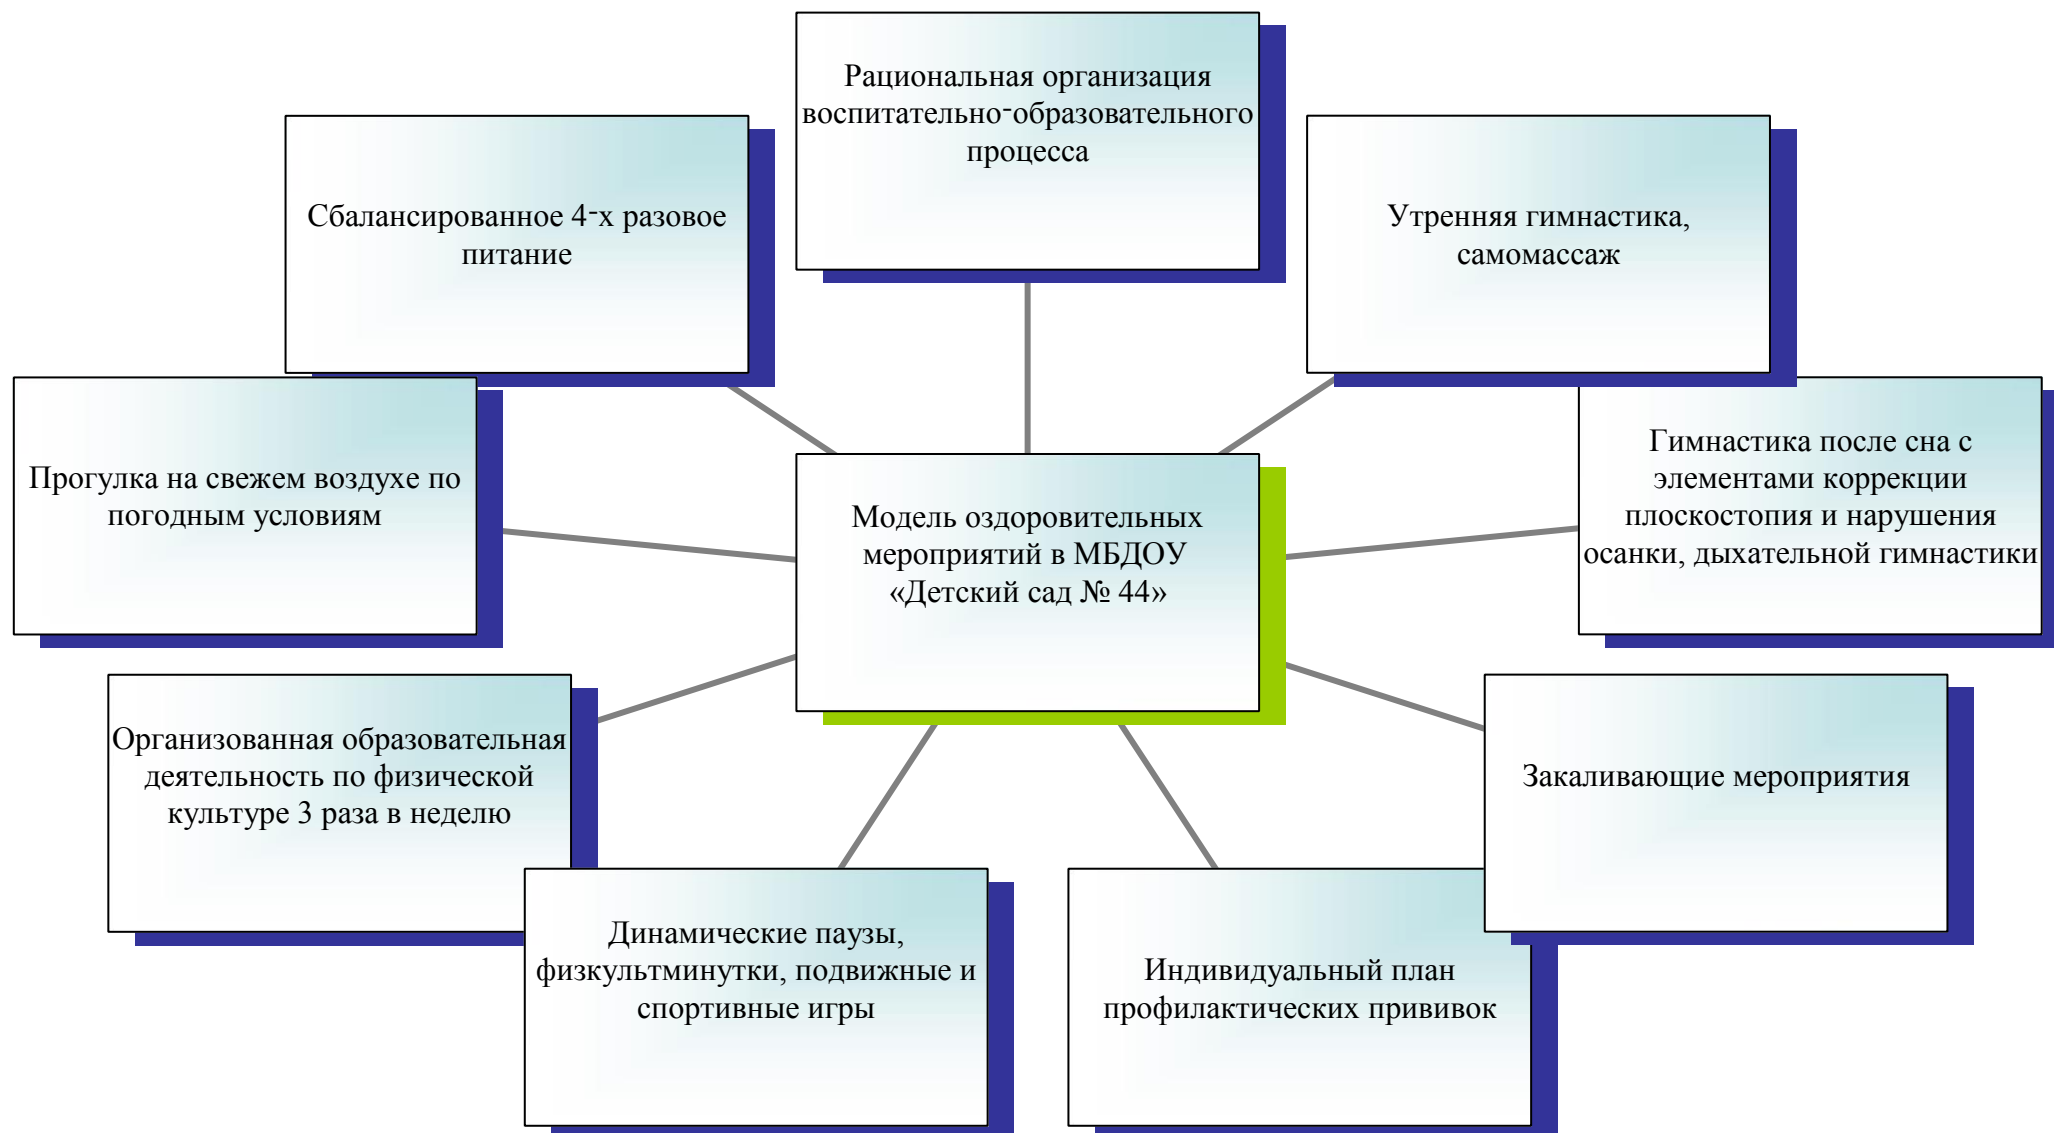 Рациональная организация
воспитательно-образовательного
процесса
Сбалансированное 4-х разовое
питание
Утренняя гимнастика,
самомассаж
Прогулка на свежем воздухе по
погодным условиям
Модель оздоровительных
мероприятий в МБДОУ
«Детский сад № 44»
Гимнастика после сна с
элементами коррекции
плоскостопия и нарушения
осанки, дыхательной гимнастики
Организованная образовательная
деятельность по физической
культуре 3 раза в неделю
Закаливающие мероприятия
Динамические паузы,
физкультминутки, подвижные и
спортивные игры
Индивидуальный план
профилактических прививок